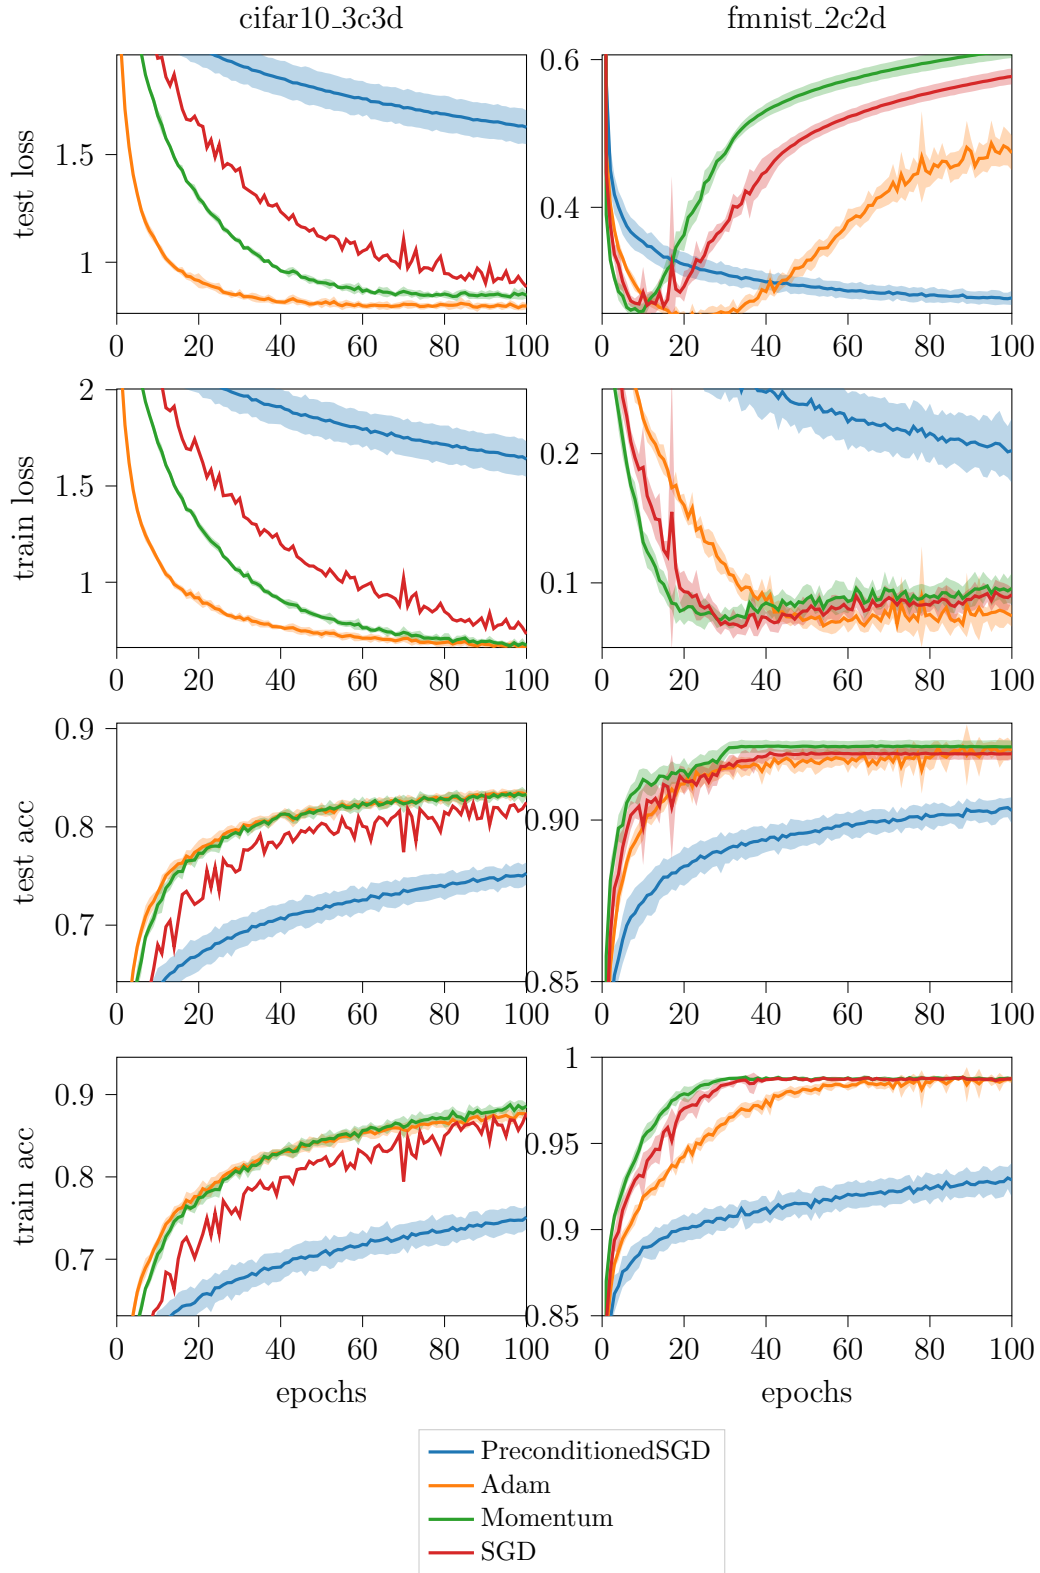 cifar10_3c3d
fmnist_2c2d
test loss
1.5
1
0 20 40 60 80 100
0.6
0.4
0 20 40 60 80 100
train loss
2
1.5
1
0 20 40 60 80 100
0.2
0.1
0 20 40 60 80 100
test acc
0.9
0.8
0.7
0 20 40 60 80 100
0.90
0.85
0 20 40 60 80 100
train acc
0.9
0.8
0.7
0 20 40 60 80 100
epochs
1
0.95
0.9
0.85
0 20 40 60 80 100
epochs
PreconditionedSGD
Adam
Momentum
SGD